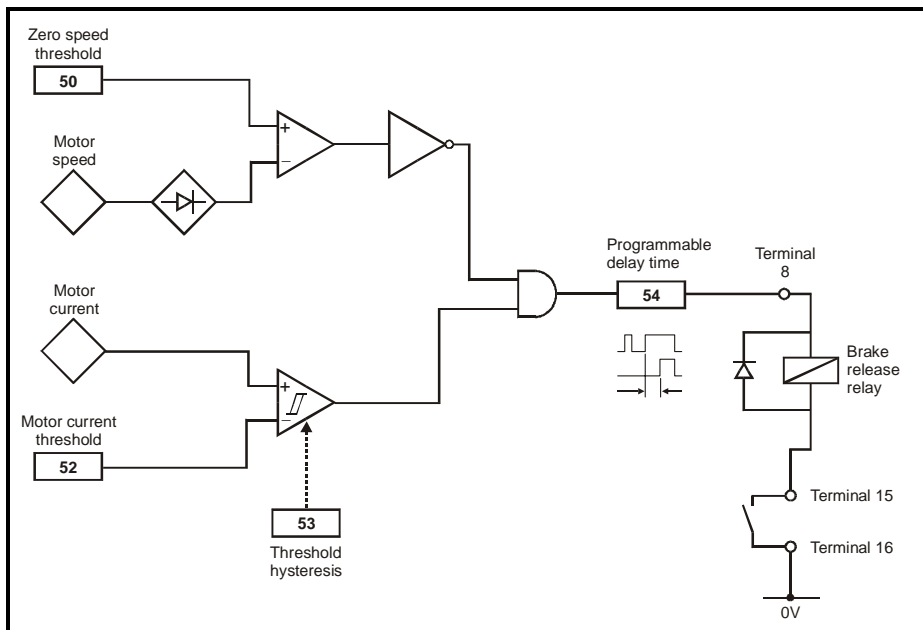 Zero speed
threshold
50
Motor
speed
+
−
Programmable
delay time
54
Terminal
8
Motor
current
Brake
release
relay
+
−
Motor current
threshold
52
53
Threshold
hysteresis
Terminal 15
Terminal 16
0V